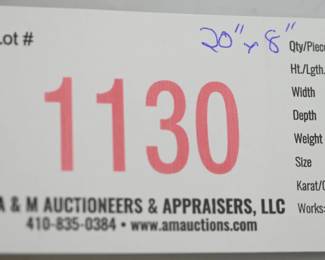 Lot #
20" x 8"
Qty/Piec
Ht./Lgth.
Width
Depth
Weight
Size
Karat/
Works:
1130
A & M AUCTIONEERS & APPRAISERS, LLC
410-835-0384 • www.amauctions.com